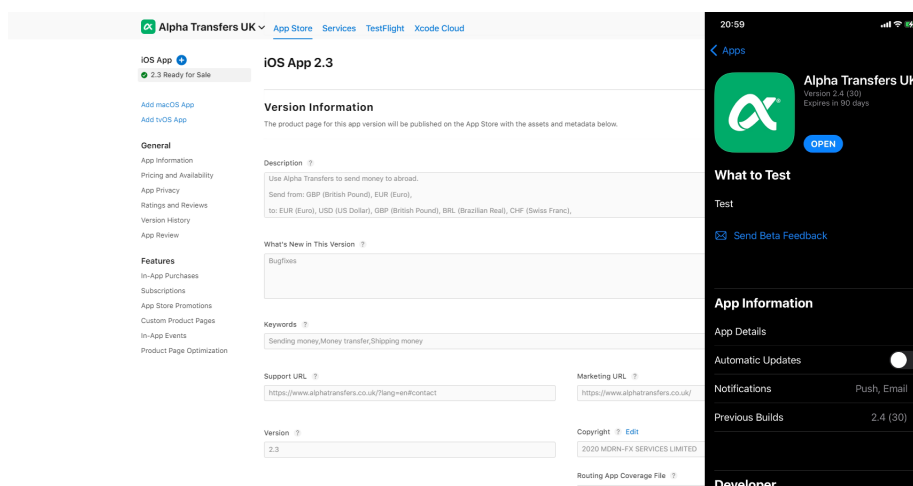 Alpha Transfers UK
App Store
Services
TestFlight
Xcode Cloud
iOS App
2.3 Ready for Sale
Add macOS App
Add tvOS App
General
App Information
Pricing and Availability
App Privacy
Ratings and Reviews
Version History
App Review
Features
In-App Purchases
Subscriptions
App Store Promotions
Custom Product Pages
In-App Events
Product Page Optimization
iOS App 2.3
Version Information
The product page for this app version will be published on the App Store with the assets and metadata below.
Description ?
Use Alpha Transfers to send money to abroad.
Send from: GBP (British Pound), EUR (Euro),
to: EUR (Euro), USD (US Dollar), GBP (British Pound), BRL (Brazilian Real), CHF (Swiss Franc),
What's New in This Version ?
Bugfixes
Keywords ?
Sending money,Money transfer,Shipping money
Support URL ?
https://www.alphatransfers.co.uk/?lang=en#contact
Marketing URL ?
https://www.alphatransfers.co.uk/
Version ?
2.3
Copyright ? Edit
2020 MDRN-FX SERVICES LIMITED
Routing App Coverage File ?
20:59
Apps
Alpha Transfers UK
Version 2.4 (30)
Expires in 90 days
OPEN
What to Test
Test
Send Beta Feedback
App Information
App Details
Automatic Updates
Notifications Push, Email
Previous Builds 2.4 (30)
Developer